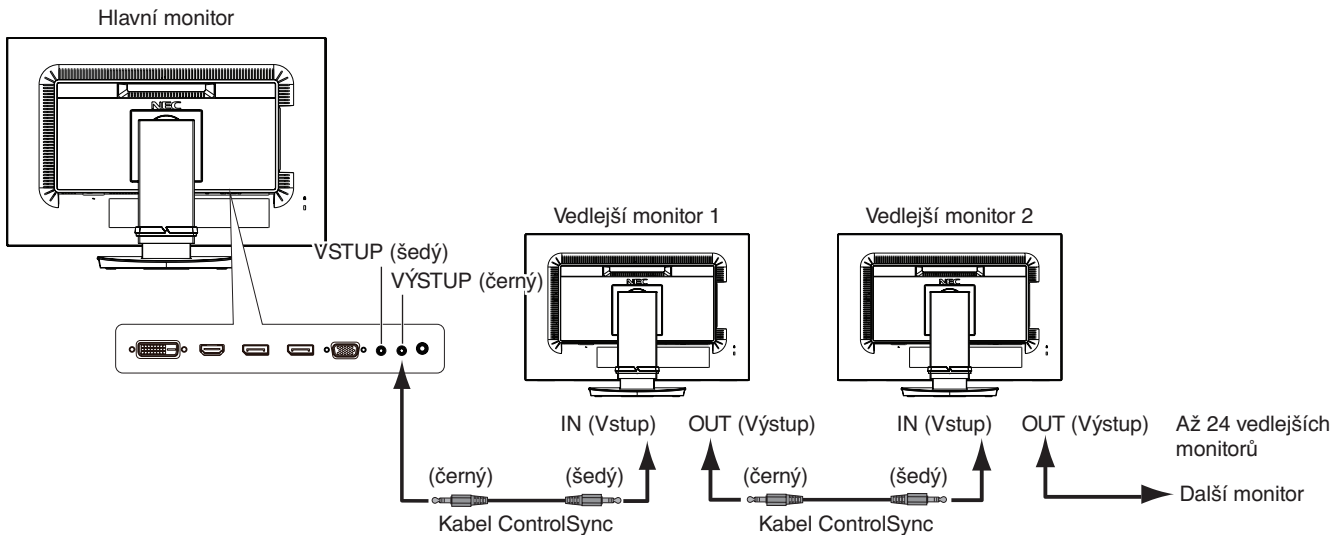 Hlavní monitor
NEC
VSTUP (šedý)
VÝSTUP (černý)
Vedlejší monitor 1
Vedlejší monitor 2
NEC
NEC
IN (Vstup)
OUT (Výstup)
IN (Vstup)
OUT (Výstup)
Až 24 vedlejších
monitorů
(černý)
(šedý)
(černý)
(šedý)
Další monitor
Kabel ControlSync
Kabel ControlSync